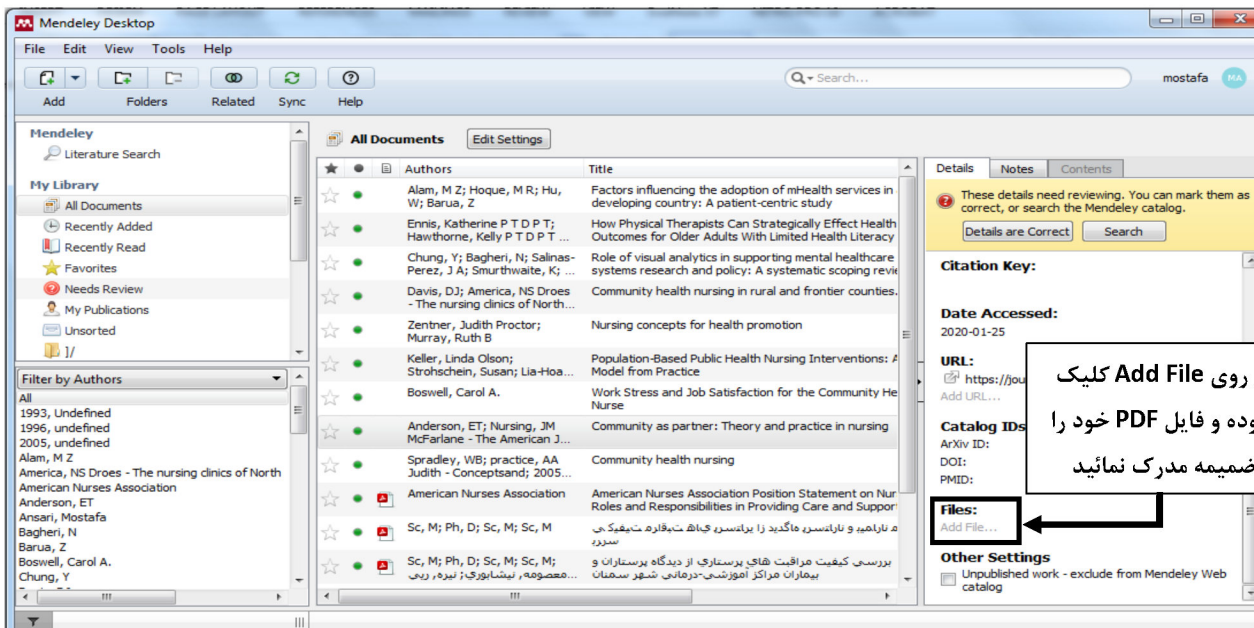 Mendeley Desktop
File Edit View Tools Help
Search...
mostafa MA
Add Folders Related Sync Help
Mendeley
Literature Search
My Library
All Documents
Recently Added
Recently Read
Favorites
Needs Review
My Publications
Unsorted
1/
Filter by Authors
All
1993, Undefined
1996, undefined
2005, undefined
Alam, M Z
America, NS Droes - The nursing clinics of North
American Nurses Association
Anderson, ET
Ansari, Mostafa
Bagheri, N
Barua, Z
Boswell, Carol A.
Chung, Y
All Documents Edit Settings
Authors Title
Alam, M Z; Hoque, M R; Hu, Factors influencing the adoption of mHealth services in
W; Barua, Z developing country: A patient-centric study
Ennis, Katherine P T D P T; How Physical Therapists Can Strategically Effect Health
Hawthorne, Kelly P T D P T ... Outcomes for Older Adults With Limited Health Literacy
Chung, Y; Bagheri, N; Salinas- Role of visual analytics in supporting mental healthcare
Perez, J A; Smurthwaite, K; ... systems research and policy: A systematic scoping revie
Davis, DJ; America, NS Droes Community health nursing in rural and frontier counties.
- The nursing clinics of North...
Zentner, Judith Proctor; Nursing concepts for health promotion
Murray, Ruth B
Keller, Linda Olson; Population-Based Public Health Nursing Interventions: A
Strohschein, Susan; Lia-Hoa... Model from Practice
Boswell, Carol A. Work Stress and Job Satisfaction for the Community He
Nurse
Anderson, ET; Nursing, JM Community as partner: Theory and practice in nursing
McFarlane - The American J...
Spradley, WB; practice, AA Community health nursing
Judith - Conceptsand; 2005...
American Nurses Association American Nurses Association Position Statement on Nur
Roles and Responsibilities in Providing Care and Suppor
Sc, M; Ph, D; Sc, M; Sc, M
Sc, M; Ph, D; Sc, M; Sc, M; بررسي کیفیت مراقبت هاي پرستاري از دیدگاه پرستاران و
معصومه, نیشابوري; نیره, ریی... بیماران مراکز آموزشی-درمانی شهر سمنان
Details Notes Contents
These details need reviewing. You can mark them as
correct, or search the Mendeley catalog.
Details are Correct Search
Citation Key:
Date Accessed:
2020-01-25
URL:
https://jou
Add URL...
Catalog IDs
ArXiv ID:
DOI:
PMID:
Files:
Add File...
Other Settings
Unpublished work - exclude from Mendeley Web
catalog
روی Add File کلیک
وده و فایل PDF خود را
ضمیمه مدرک نمائید